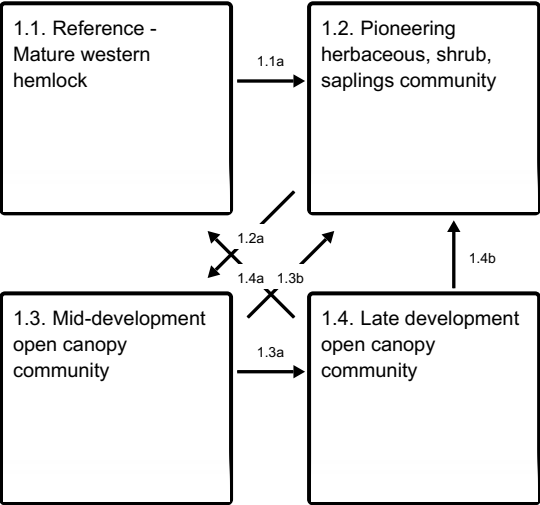 1.1. Reference -
Mature western
hemlock
1.1a
1.2. Pioneering
herbaceous, shrub,
saplings community
1.2a
1.4a
1.3b
1.4b
1.3. Mid-development
open canopy
community
1.3a
1.4. Late development
open canopy
community